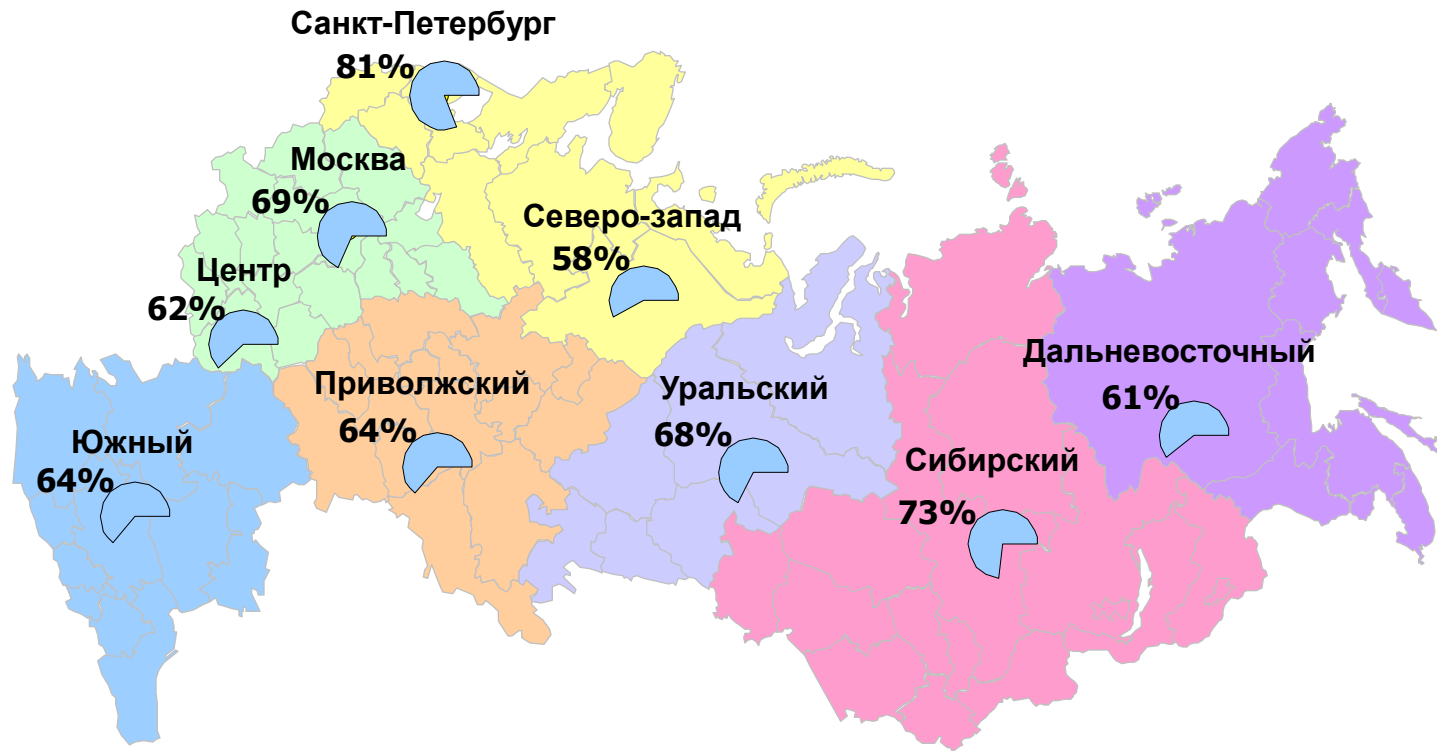 Санкт-Петербург
81%
Москва
69%
Северо-запад
58%
Центр
62%
Дальневосточный
61%
Приволжский
64%
Уральский
68%
Южный
64%
Сибирский
73%